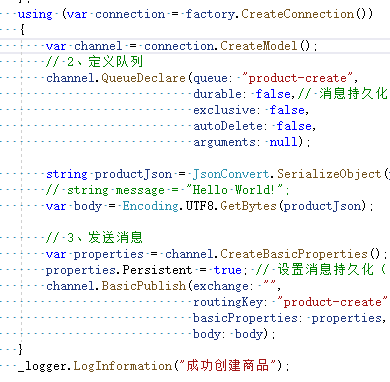 };
using (var connection = factory.CreateConnection())
{
var channel = connection.CreateModel();
// 2、定义队列
channel.QueueDeclare(queue: "product-create",
durable: false,// 消息持久化
exclusive: false,
autoDelete: false,
arguments: null);
string productJson = JsonConvert.SerializeObject(
// string message = "Hello World!";
var body = Encoding.UTF8.GetBytes(productJson);
// 3、发送消息
var properties = channel.CreateBasicProperties();
properties.Persistent = true; // 设置消息持久化（
channel.BasicPublish(exchange: "",
routingKey: "product-create"
basicProperties: properties,
body: body);
}
_logger.LogInformation("成功创建商品");